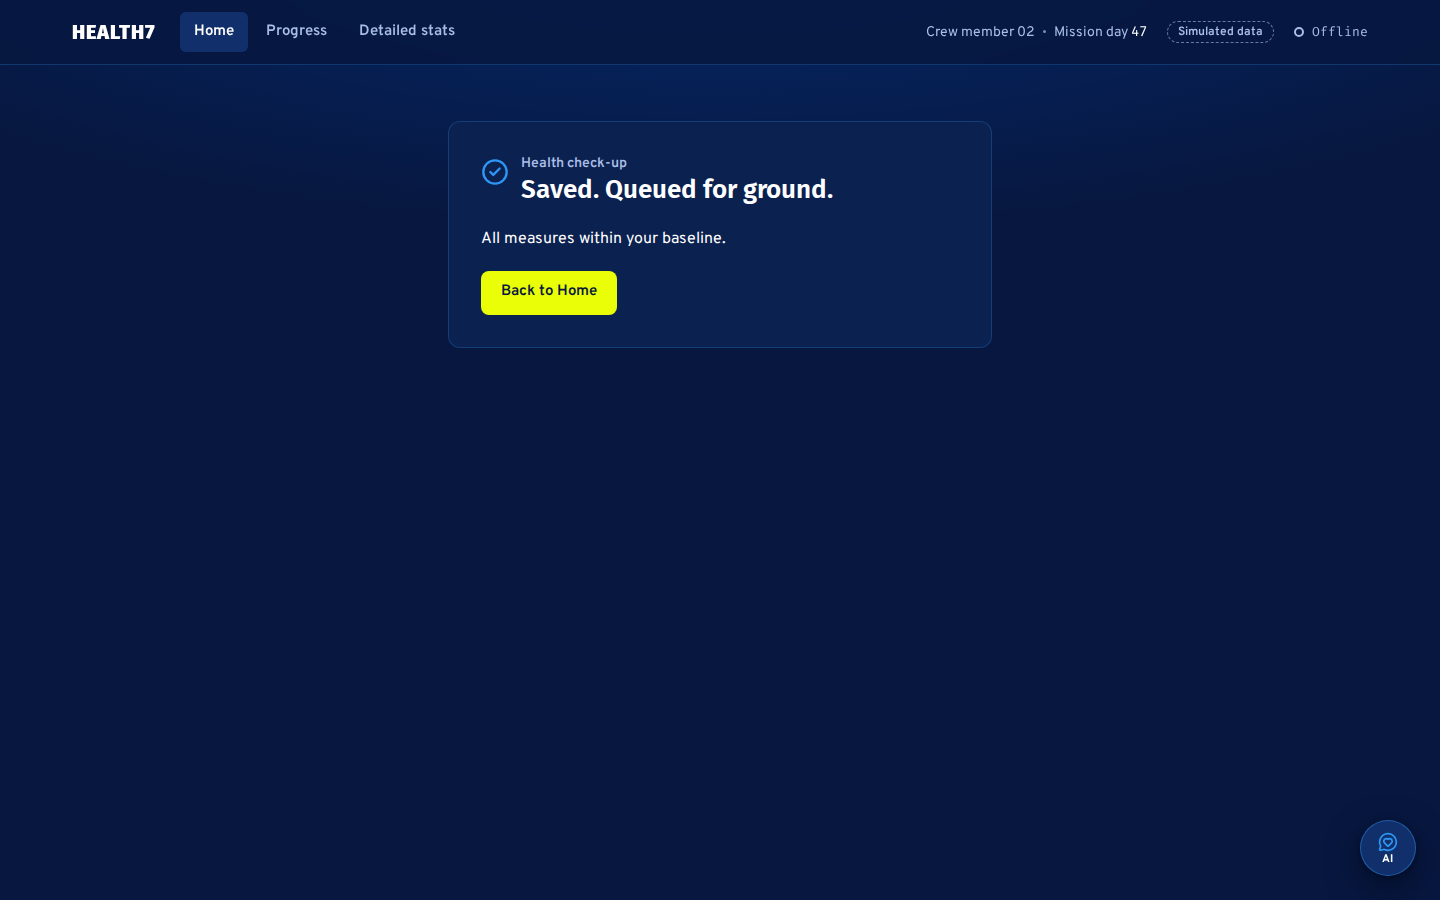 HEALTH7 Home Progress Detailed stats Crew member 02 • Mission day 47 Simulated data Offline
Health check-up
Saved. Queued for ground.
All measures within your baseline.
Back to Home
AI